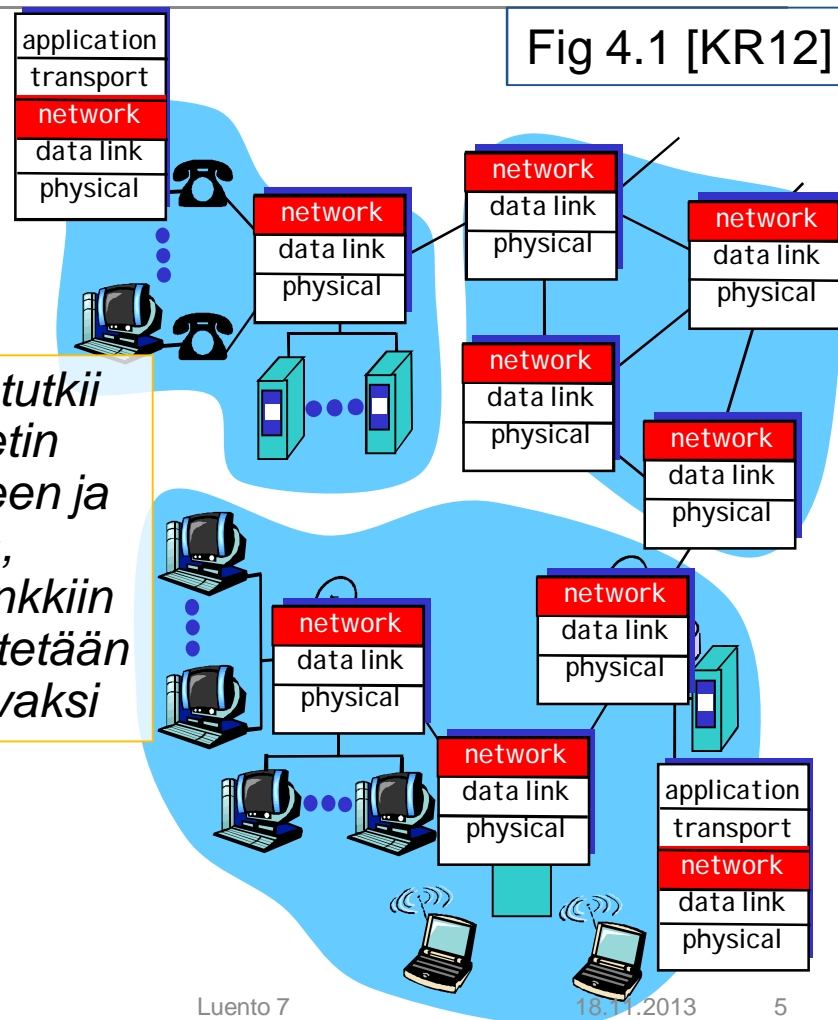 Fig 4.1 [KR12]
application
transport
network
data link
physical
network
data link
physical
network
data link
physical
network
data link
physical
network
data link
physical
network
data link
physical
tutkii
etin
een ja
,
nkkiin
tetään
vaksi
network
data link
physical
network
data link
physical
network
data link
physical
application
transport
network
data link
physical
Luento 7
18.11.2013
5